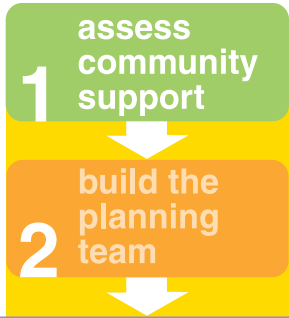 1
assess
community
support
2
build the
planning
team